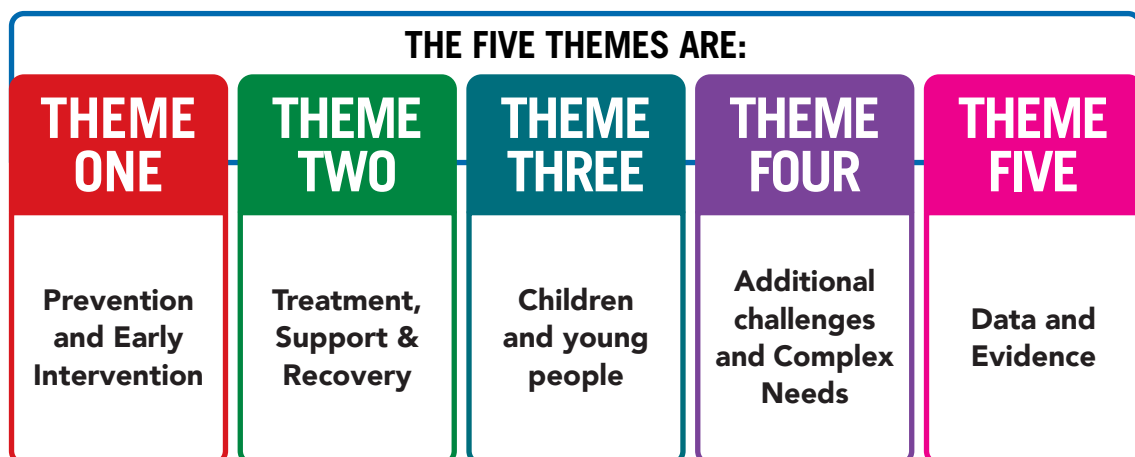 THE FIVE THEMES ARE:
THEME
ONE
Prevention
and Early
Intervention
THEME
TWO
Treatment,
Support &
Recovery
THEME
THREE
Children
and young
people
THEME
FOUR
Additional
challenges
and Complex
Needs
THEME
FIVE
Data and
Evidence